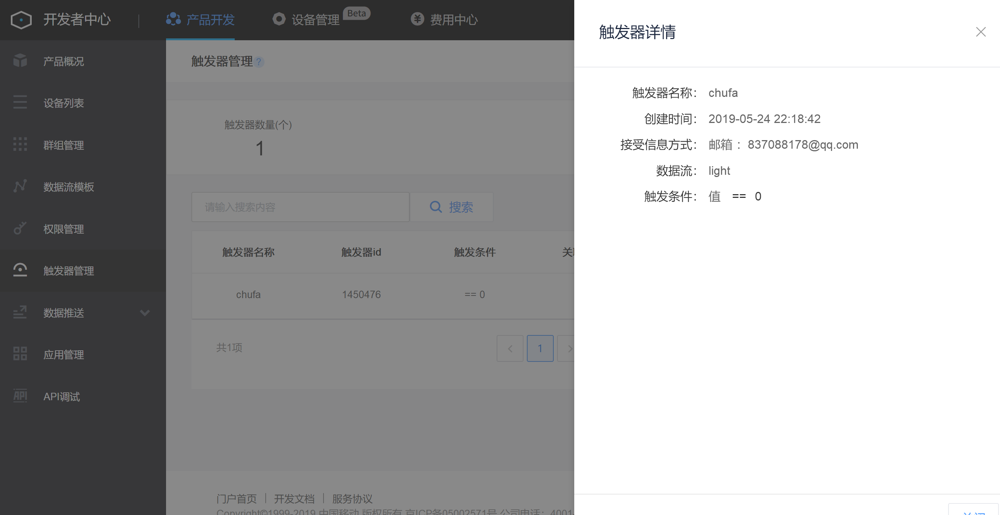 开发者中心
产品开发
设备管理 Beta
费用中心
产品概况
设备列表
群组管理
数据流模板
权限管理
触发器管理
数据推送
应用管理
API调试
触发器管理?
触发器数量(个)
1
请输入搜索内容
搜索
触发器名称 触发器id 触发条件
chufa 1450476 == 0
共1项
1
门户首页 | 开发文档 | 服务协议
Copyright©1999-2019 中国移动 版权所有 京ICP备05002571号 公司电话：4001-
触发器详情
触发器名称： chufa
创建时间： 2019-05-24 22:18:42
接受信息方式： 邮箱 ：837088178@qq.com
数据流： light
触发条件： 值 == 0